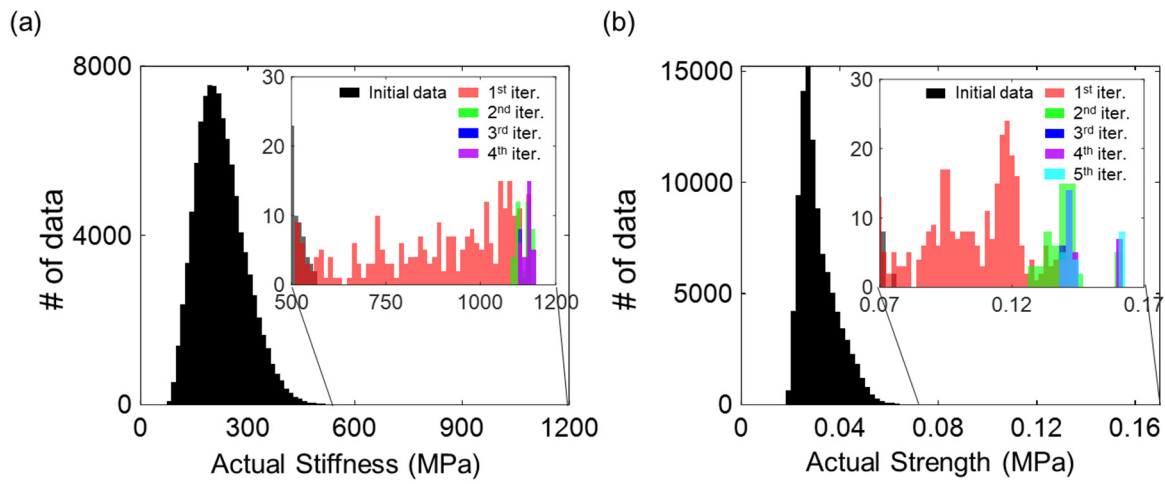 (a)
8000
4000
0
# of data
0 300 600 900 1200
Actual Stiffness (MPa)
30
20
10
0
500 750 1000 1200
Initial data
1st iter.
2nd iter.
3rd iter.
4th iter.
(b)
15000
10000
5000
0
# of data
0 0.04 0.08 0.12 0.16
Actual Strength (MPa)
30
20
10
0
0.07 0.12 0.17
Initial data
1st iter.
2nd iter.
3rd iter.
4th iter.
5th iter.